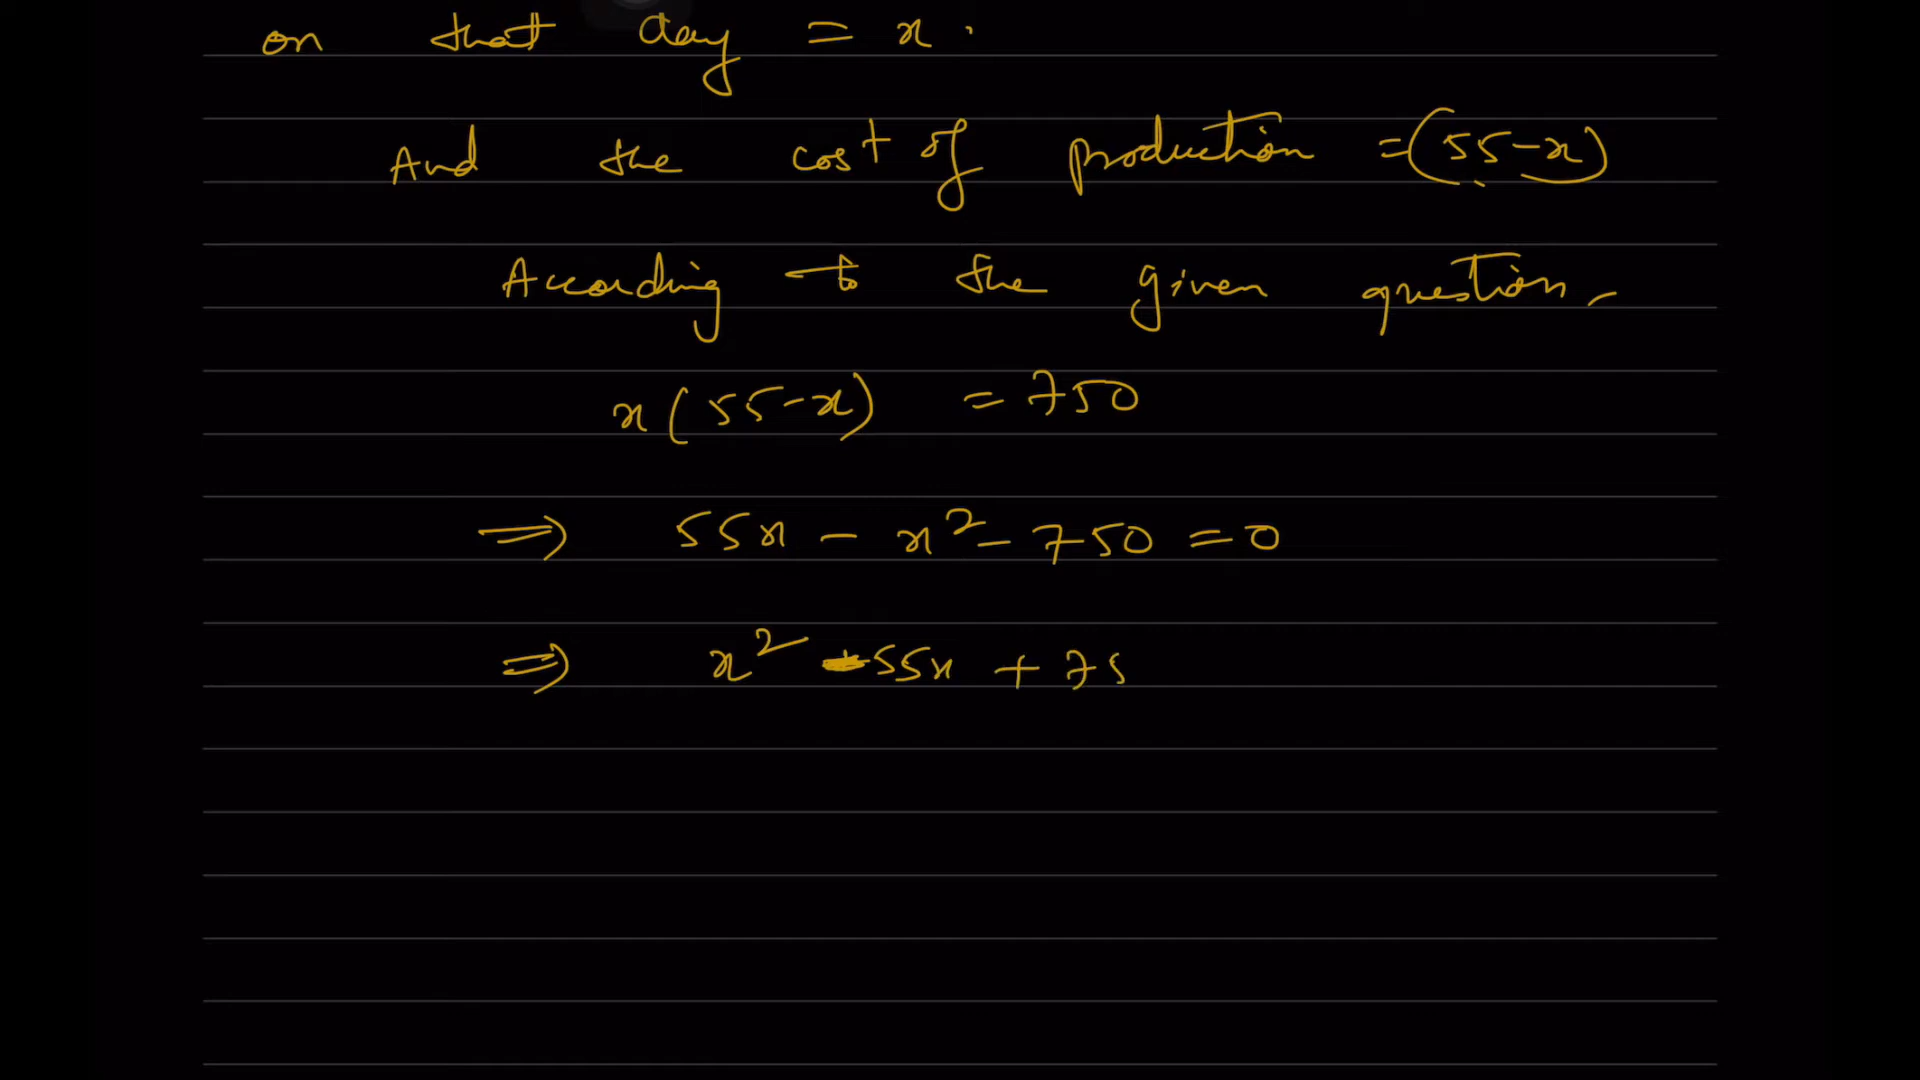 on that day = x.
And the cost of production = (55-x)
According to the given question,
x(55-x) = 750
⇒ 55x - x² - 750 = 0
⇒ x² - 55x + 75